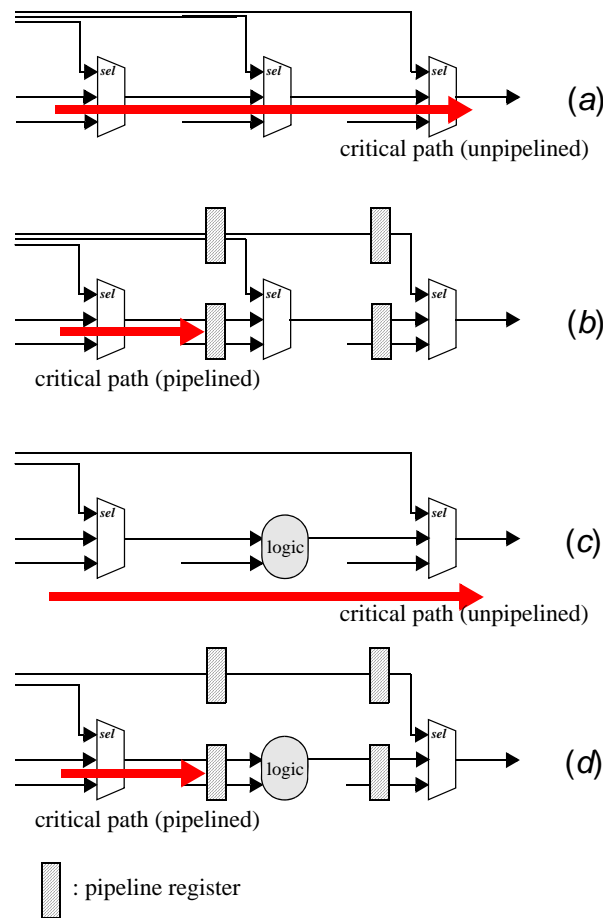 sel
sel
sel
(a)
critical path (unpipelined)
sel
sel
sel
(b)
critical path (pipelined)
sel
sel
logic
(c)
critical path (unpipelined)
sel
sel
logic
(d)
critical path (pipelined)
: pipeline register